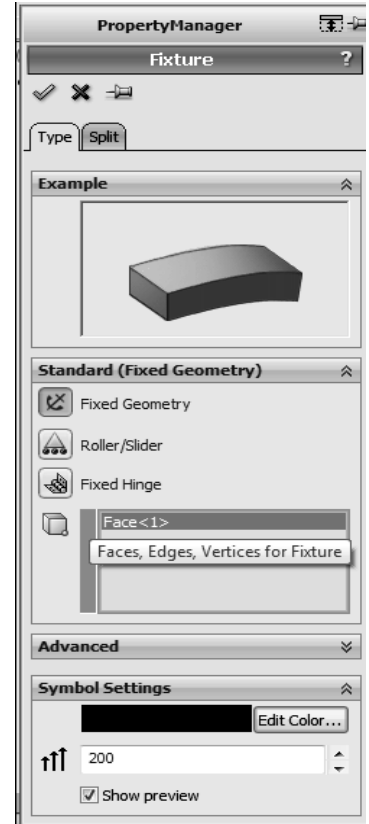 PropertyManager
Fixture ?
Type Split
Example
Standard (Fixed Geometry)
Fixed Geometry
Roller/Slider
Fixed Hinge
Face<1>
Faces, Edges, Vertices for Fixture
Advanced
Symbol Settings
Edit Color...
200
Show preview